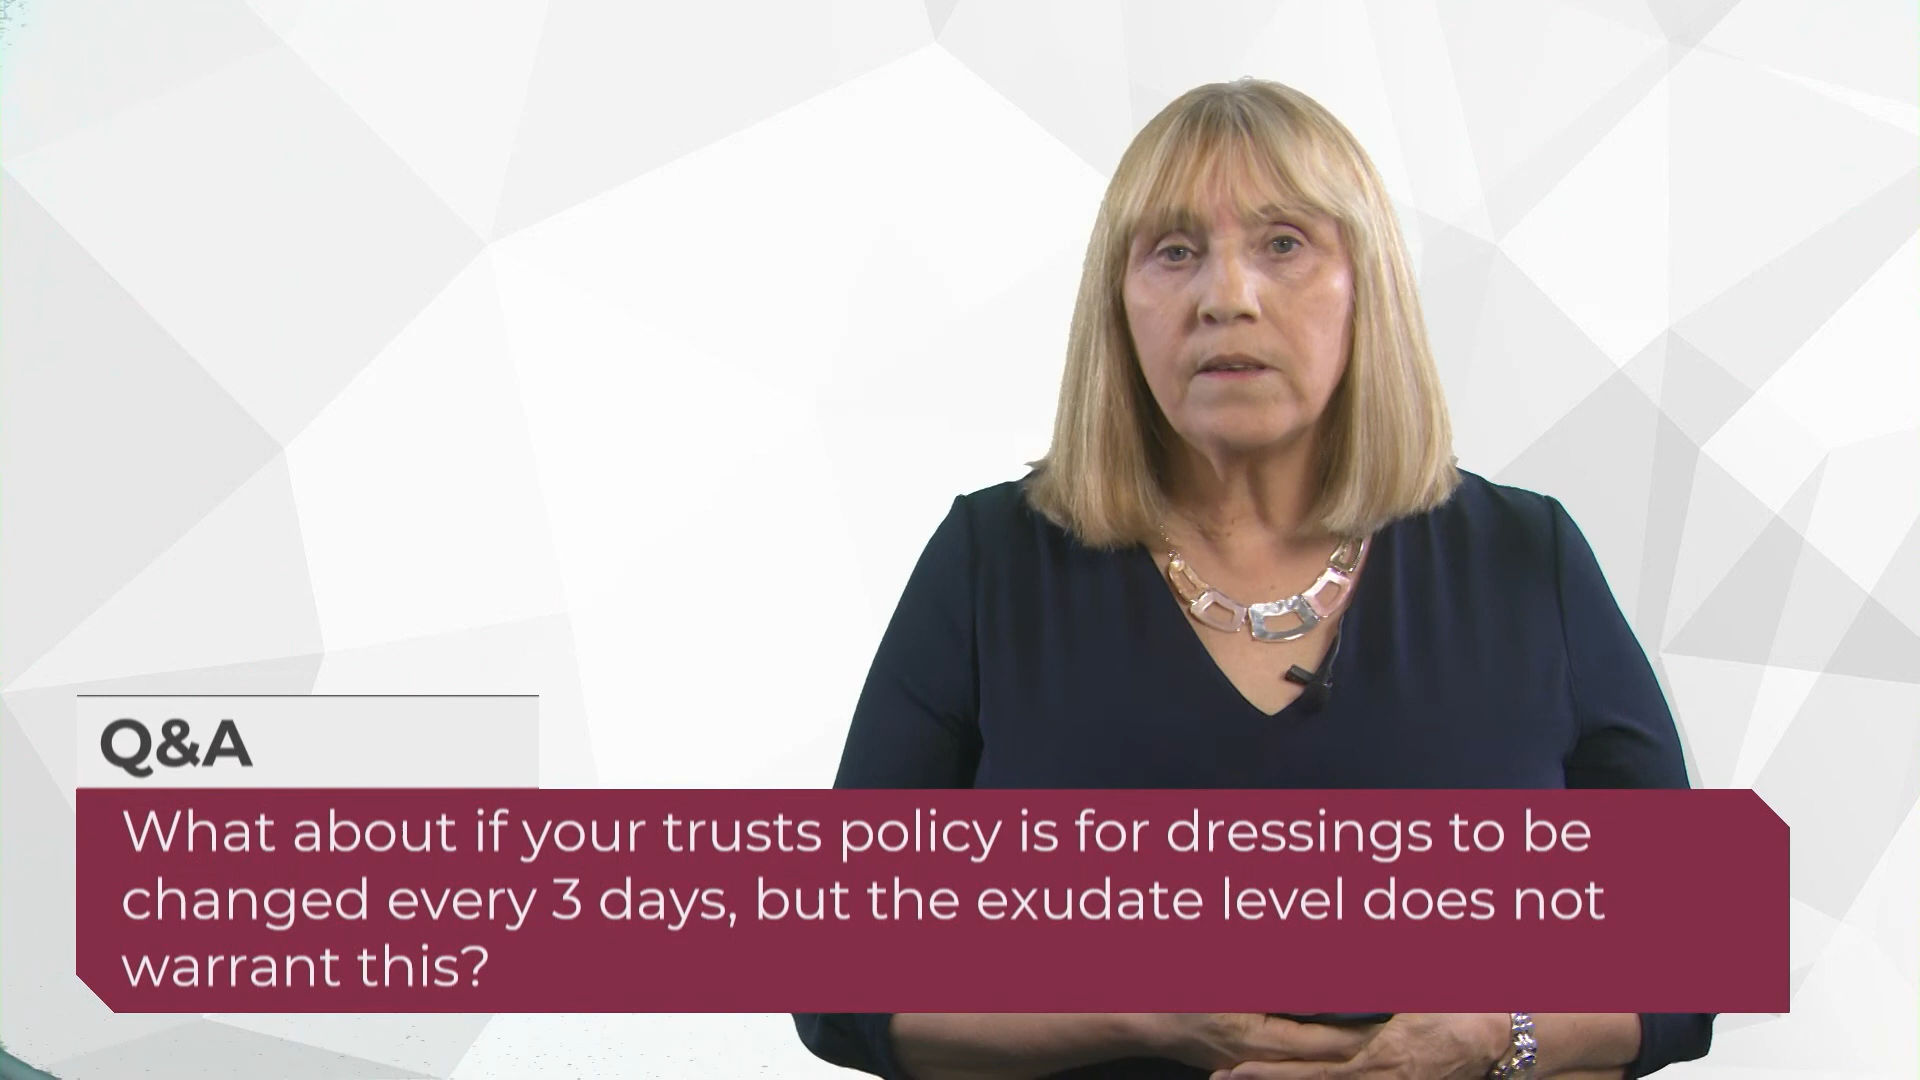 Q&A
What about if your trusts policy is for dressings to be
changed every 3 days, but the exudate level does not
warrant this?